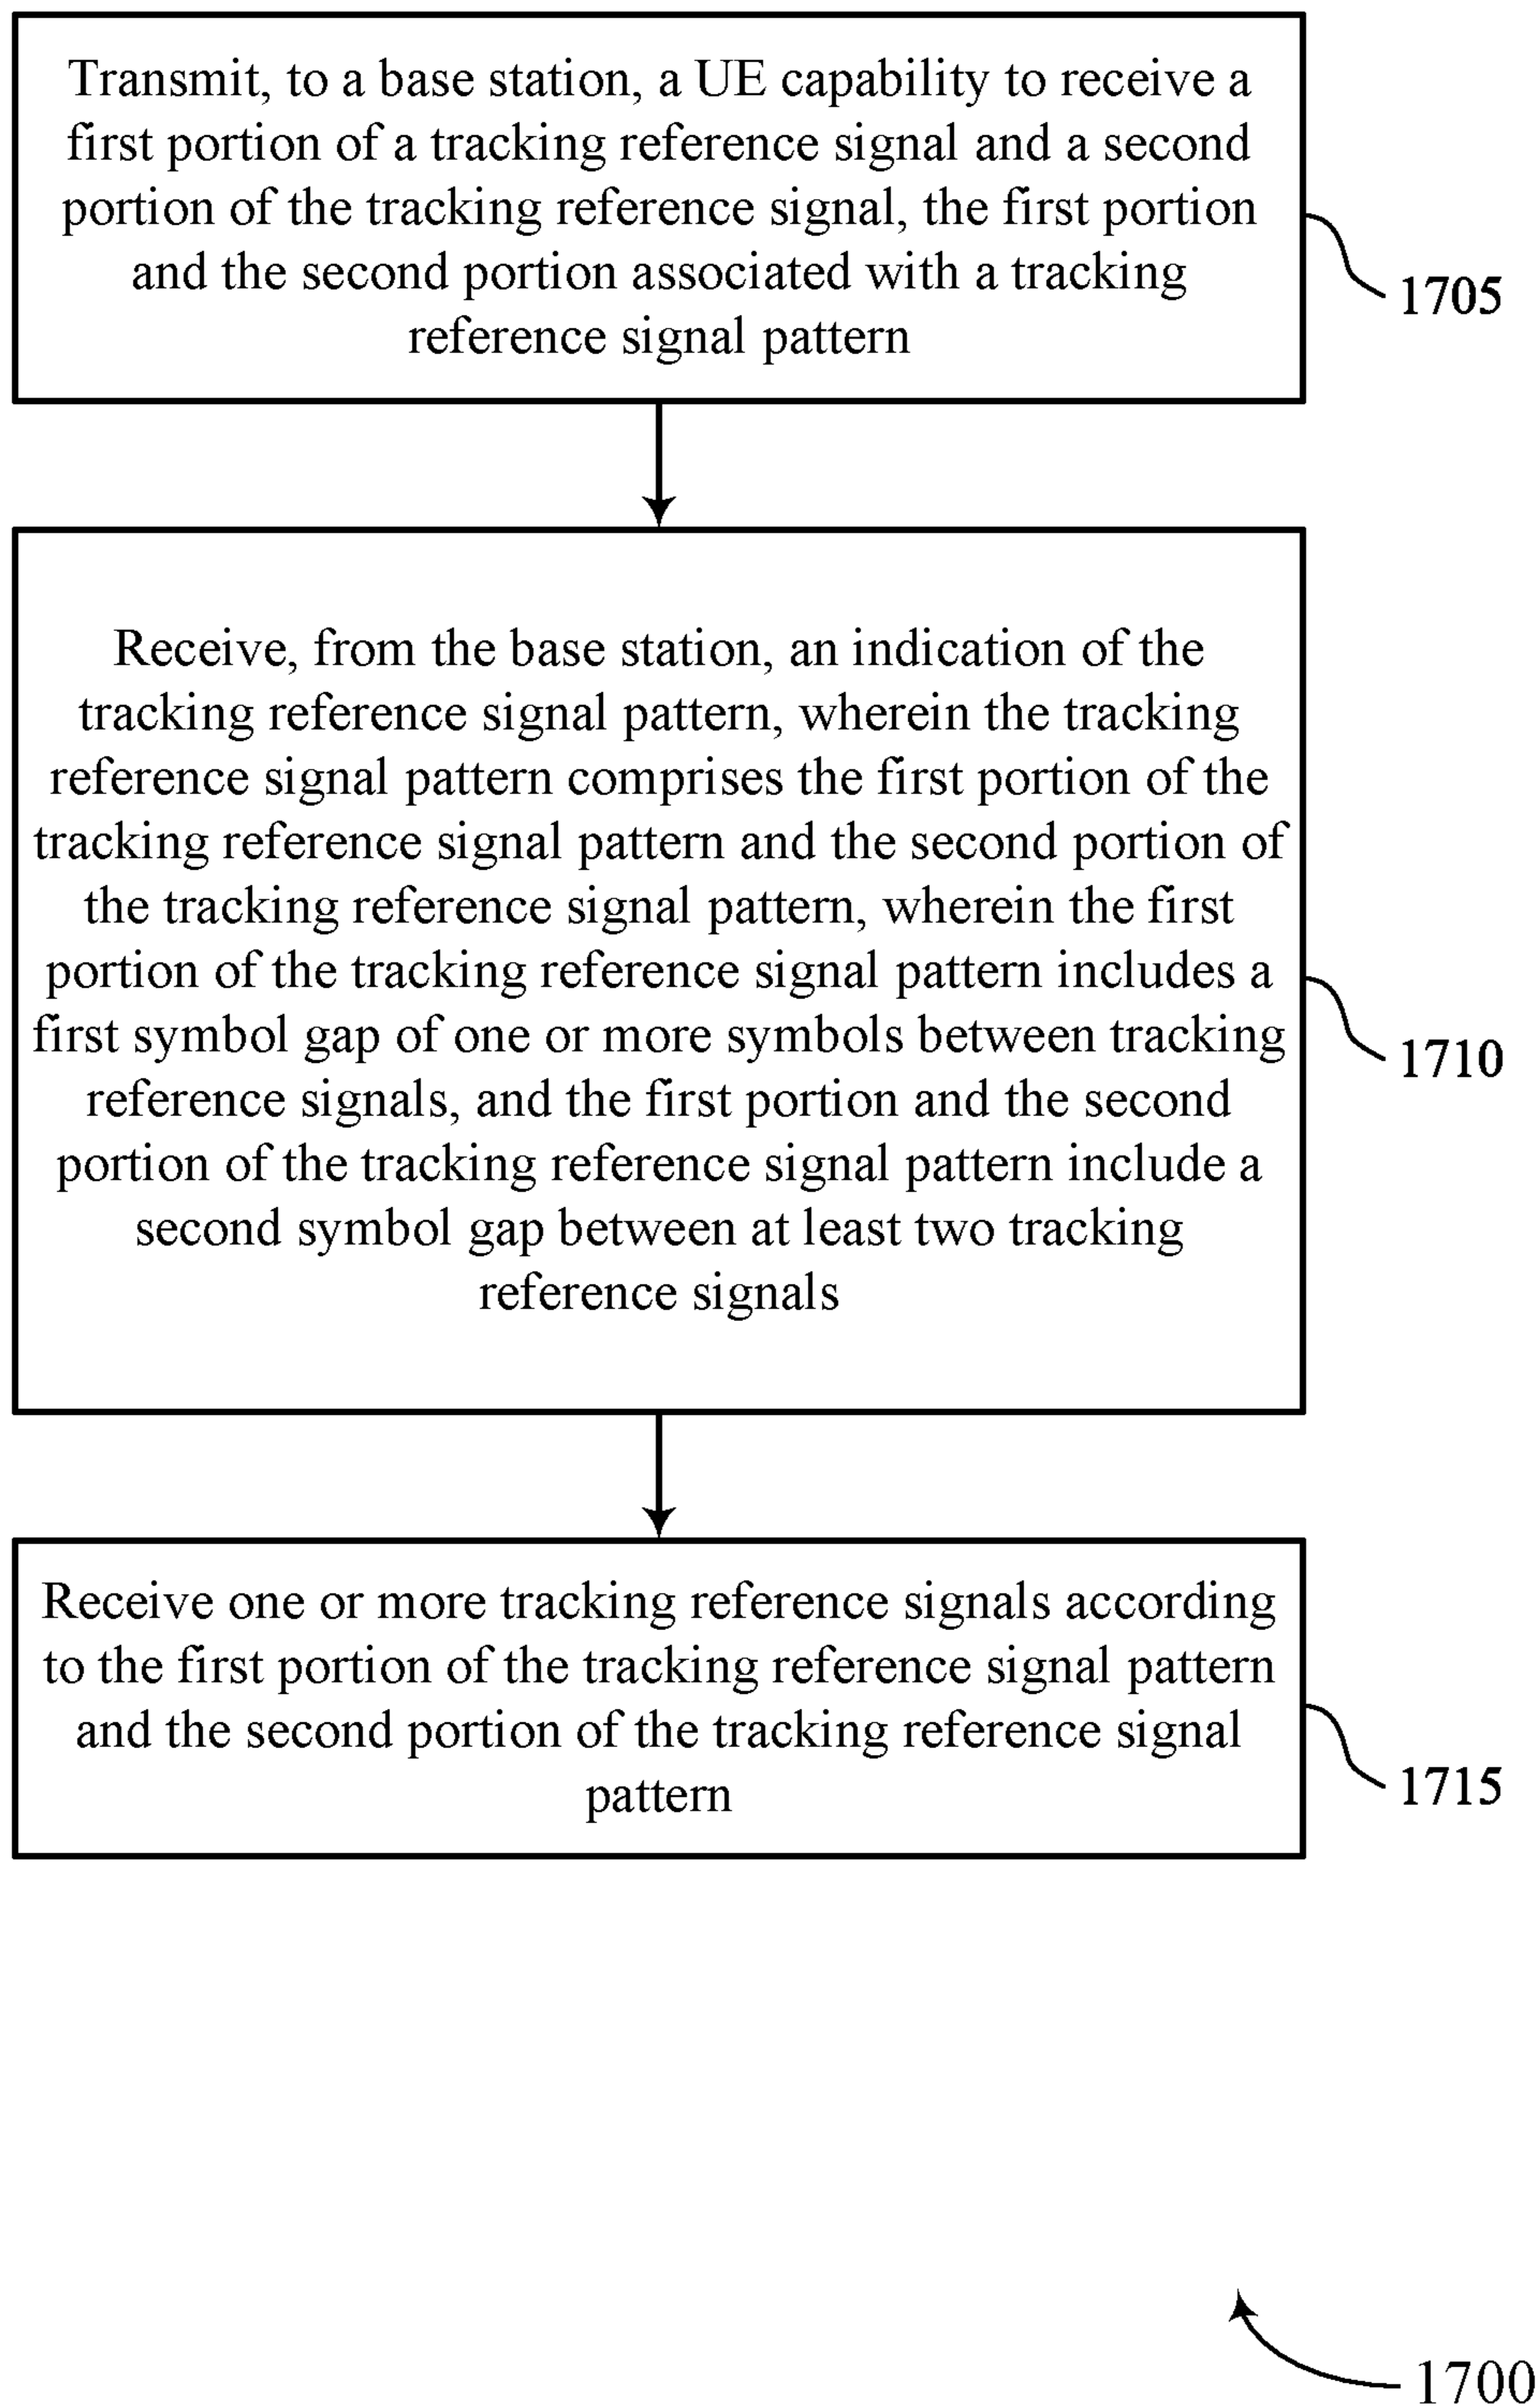 Transmit, to a base station, a UE capability to receive a
first portion of a tracking reference signal and a second
portion of the tracking reference signal, the first portion
and the second portion associated with a tracking
reference signal pattern
1705
Receive, from the base station, an indication of the
tracking reference signal pattern, wherein the tracking
reference signal pattern comprises the first portion of the
tracking reference signal pattern and the second portion of
the tracking reference signal pattern, wherein the first
portion of the tracking reference signal pattern includes a
first symbol gap of one or more symbols between tracking
reference signals, and the first portion and the second
portion of the tracking reference signal pattern include a
second symbol gap between at least two tracking
reference signals
1710
Receive one or more tracking reference signals according
to the first portion of the tracking reference signal pattern
and the second portion of the tracking reference signal
pattern
1715
1700